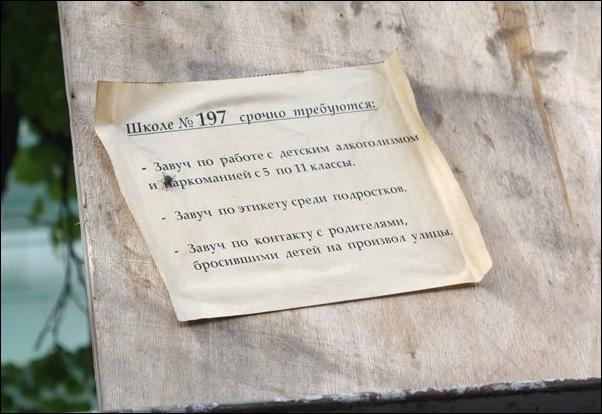 Школе № 197 срочно требуются:
- Завуч по работе с детским алкоголизмом
и наркоманией с 5 по 11 классы.
- Завуч по этикету среди подростков.
- Завуч по контакту с родителями,
бросившими детей на произвол улицы.